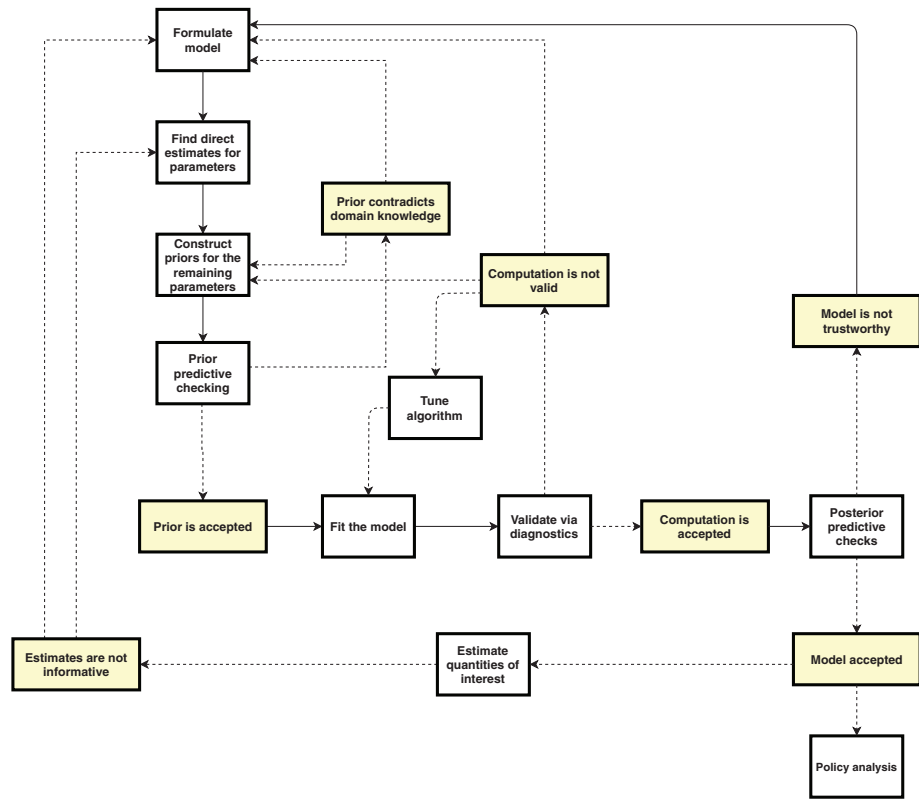 Formulate
model
Find direct
estimates for
parameters
Prior contradicts
domain knowledge
Construct
priors for the
remaining
parameters
Computation is not
valid
Model is not
trustworthy
Prior
predictive
checking
Tune
algorithm
Prior is accepted
Fit the model
Validate via
diagnostics
Computation is
accepted
Posterior
predictive
checks
Estimates are not
informative
Estimate
quantities of
interest
Model accepted
Policy analysis